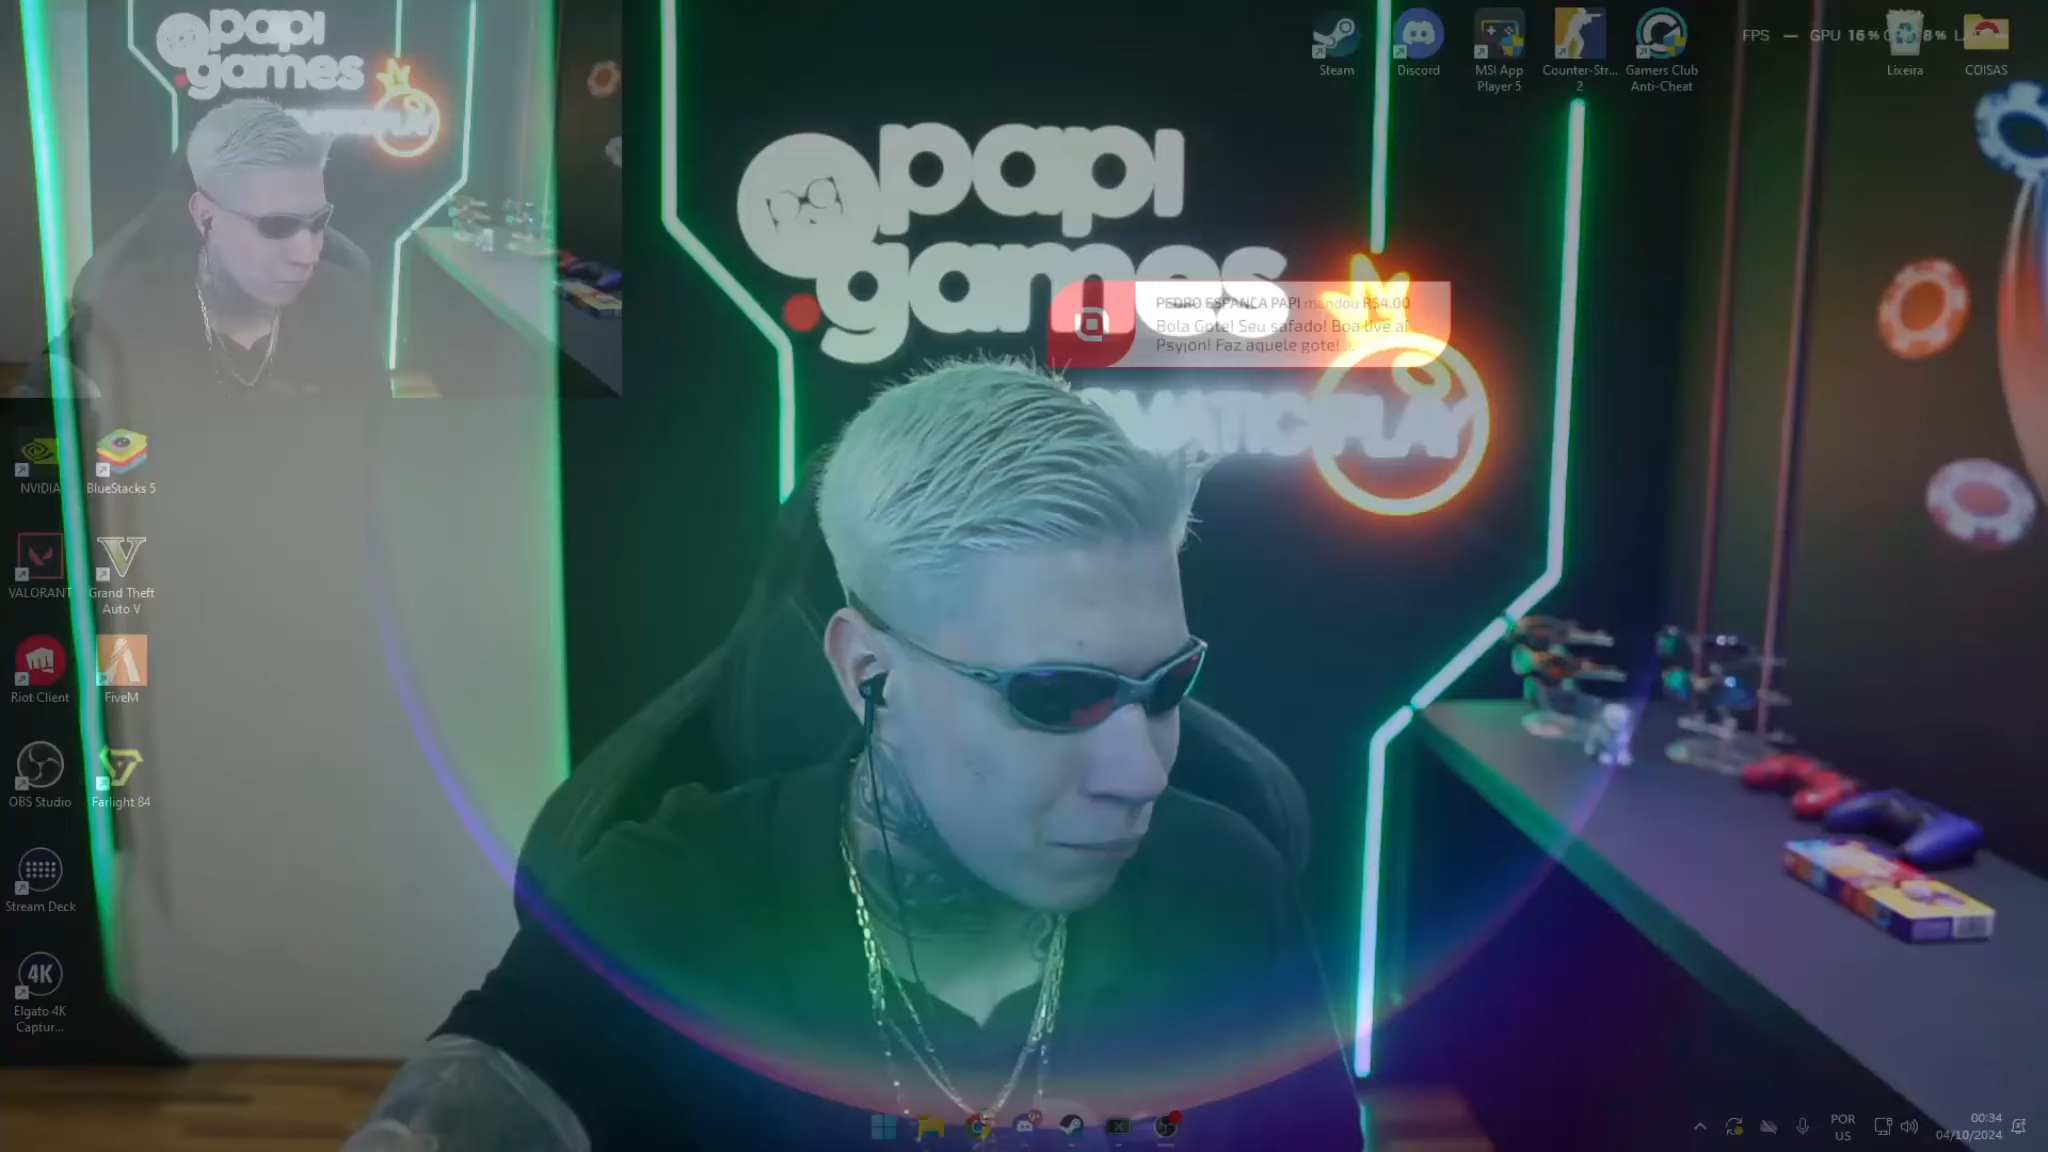 papi
games
Steam
Discord
MSI App
Player 5
Counter-Str...
2
Gamers Club
Anti-Cheat
FPS — GPU 16%
8%
Lixeira
COISAS
papi
games
PEDRO ESPANCA PAPI mandou R$4.00
Bola Gote! Seu safado! Boa live aí
Psyjon! Faz aquele gote! ...
PLAY
NVIDIA
BlueStacks 5
VALORANT
Grand Theft
Auto V
Riot Client
FiveM
OBS Studio
Farlight 84
Stream Deck
4K
Elgato 4K
Captur...
POR
US
00:34
04/10/2024